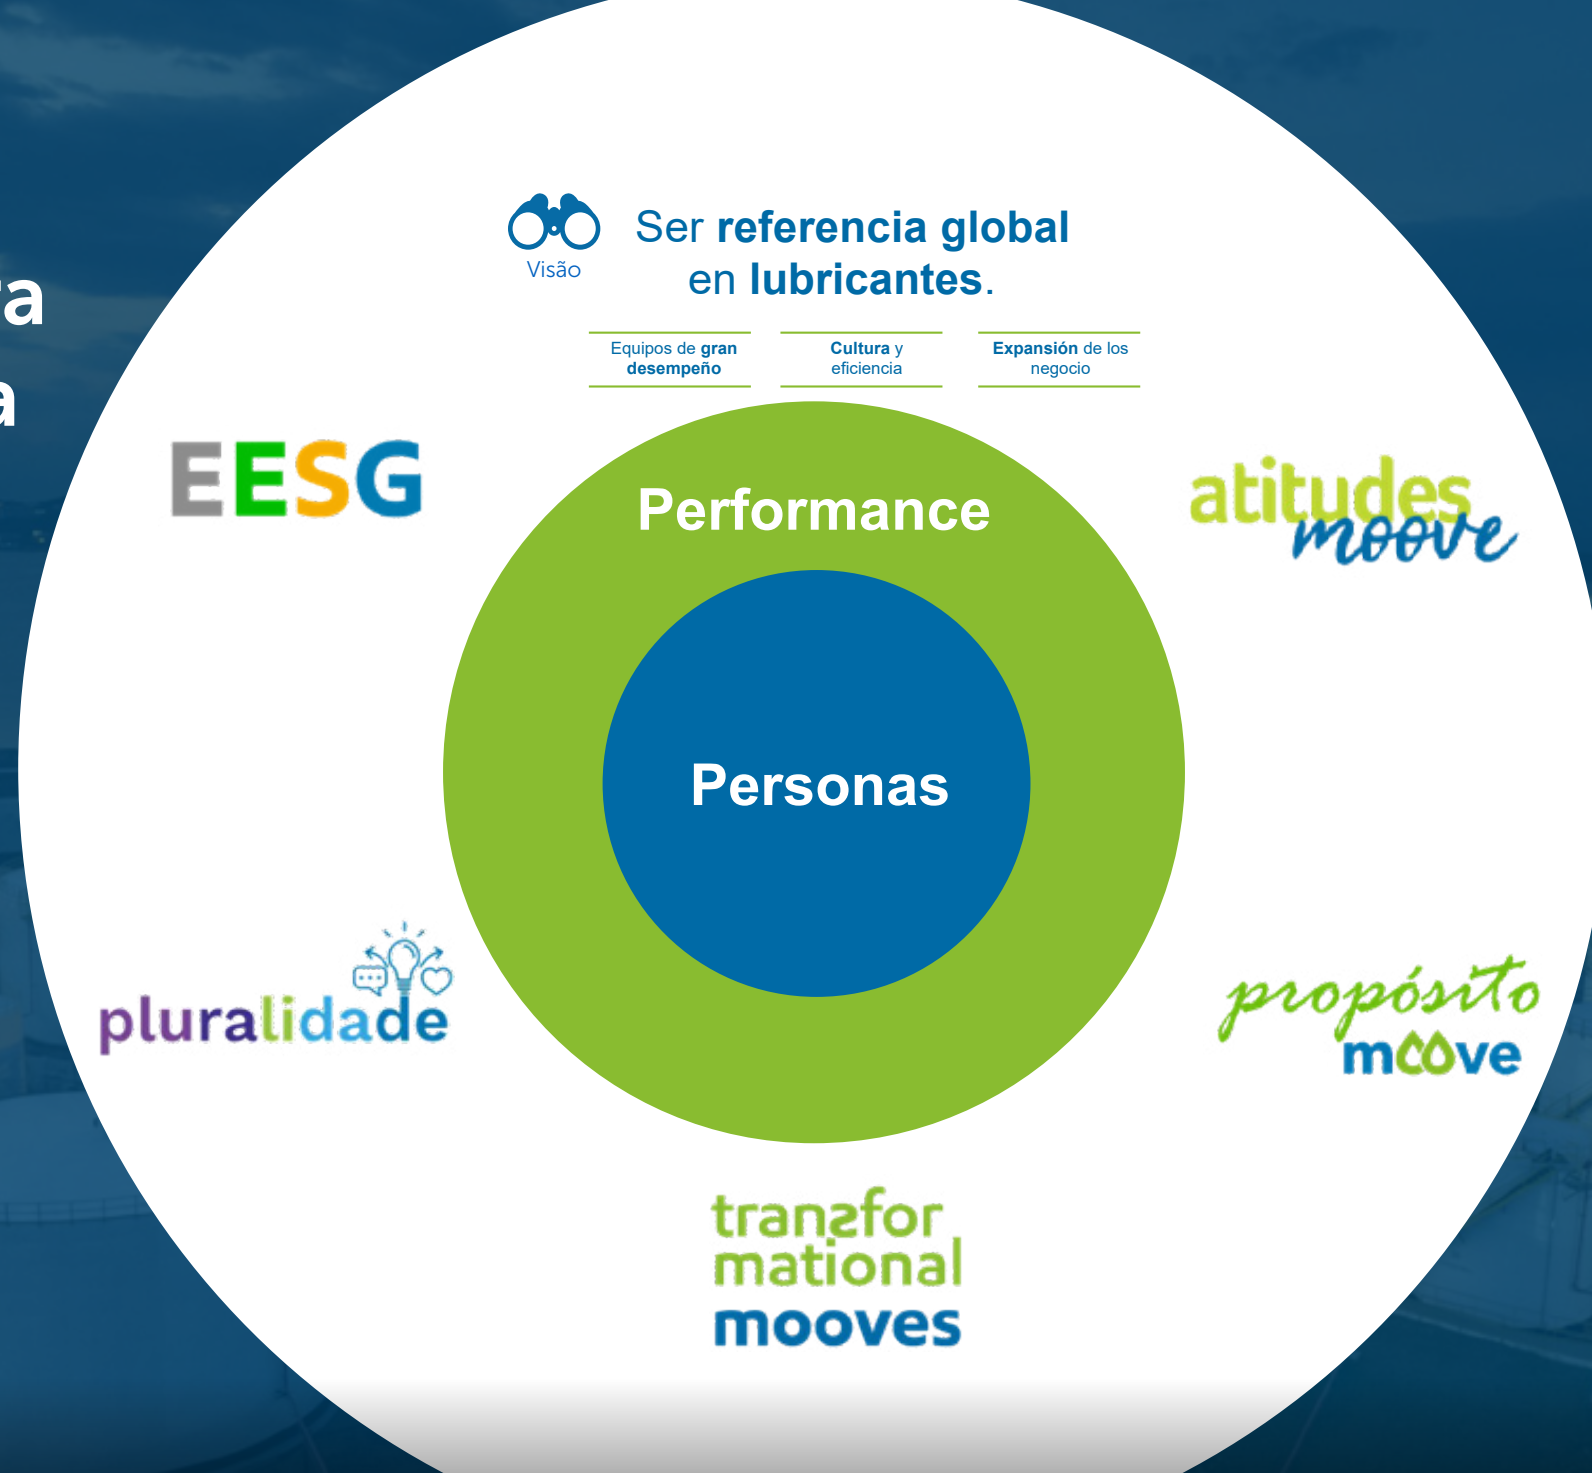 Ser referencia global
en lubricantes.
Visão
Equipos de gran
desempeño
Cultura y
eficiencia
Expansión de los
negocio
EESG
Performance
atitudes
moove
Personas
pluralidade
propósito
moove
transfor
mational
mooves